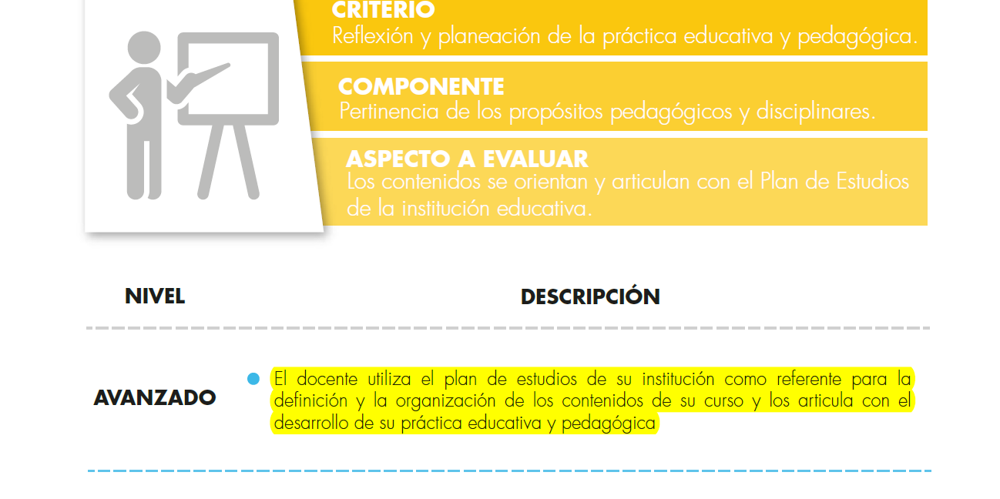 CRITERIO
Reflexión y planeación de la práctica educativa y pedagógica.
COMPONENTE
Pertinencia de los propósitos pedagógicos y disciplinares.
ASPECTO A EVALUAR
Los contenidos se orientan y articulan con el Plan de Estudios
de la institución educativa.
NIVEL
DESCRIPCIÓN
AVANZADO
El docente utiliza el plan de estudios de su institución como referente para la
definición y la organización de los contenidos de su curso y los articula con el
desarrollo de su práctica educativa y pedagógica